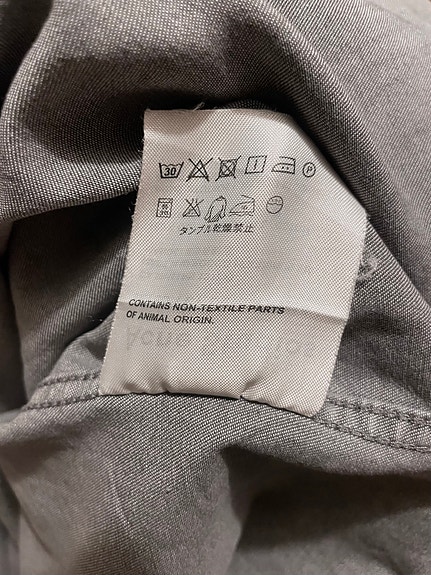 30
P
タンブル乾燥禁止
CONTAINS NON-TEXTILE PARTS
OF ANIMAL ORIGIN.